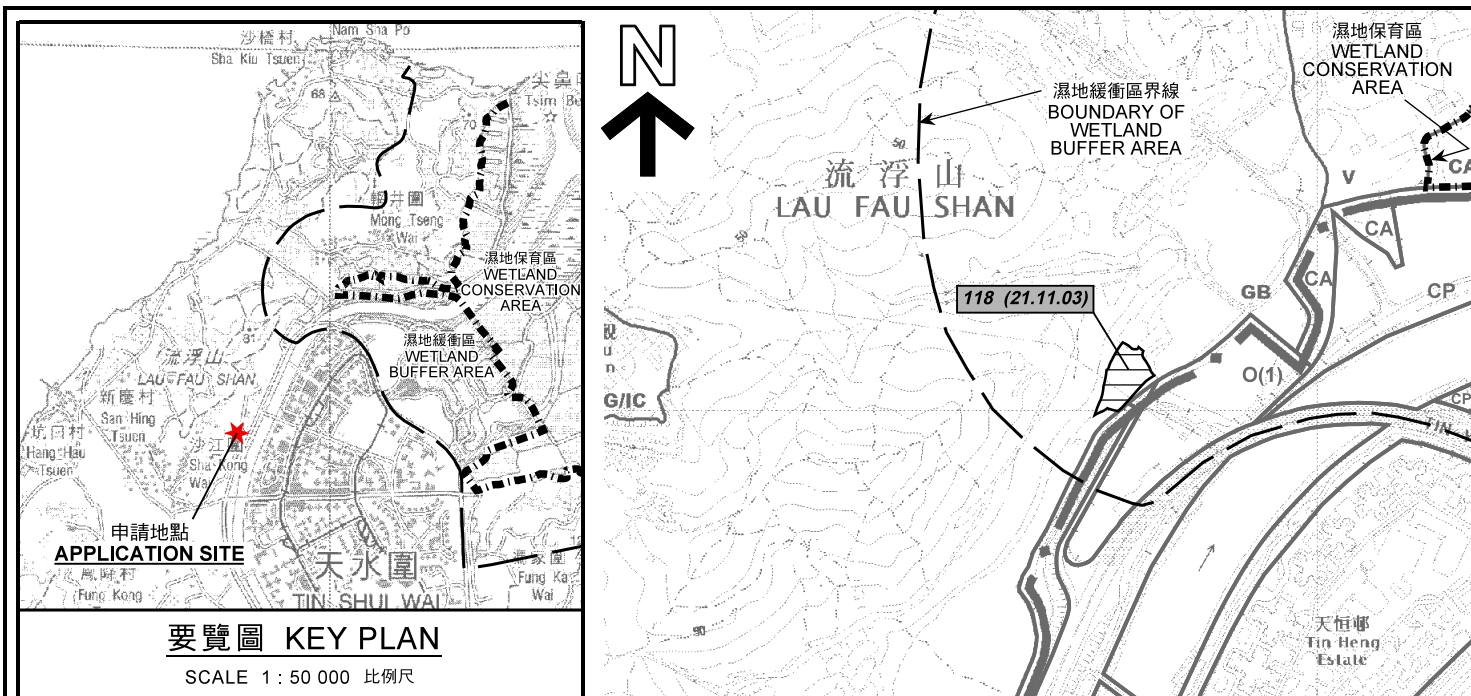 沙橋村
Sha Kiu Tsuen
Nam Sha Po
68
尖鼻
Tsim Be
70
輞井圍
Mong Tseng
Wai
濕地保育區
WETLAND
CONSERVATION
AREA
濕地緩衝區
WETLAND
BUFFER AREA
81
流浮山
LAU FAU SHAN
新慶村
San Hing
Tsuen
坑口村
Hang Hau
Tsuen
沙江圍
Sha Kong
Wai
申請地點
APPLICATION SITE
鳳降村
Fung Kong
天水圍
TIN SHUI WAI
馮家圍
Fung Ka
Wai
要覽圖 KEY PLAN
SCALE 1 : 50 000 比例尺
N
濕地緩衝區界線
BOUNDARY OF
WETLAND
BUFFER AREA
濕地保育區
WETLAND
CONSERVATION
AREA
50
流浮山
LAU FAU SHAN
50
V
CA
CA
CA
CP
GB
118 (21.11.03)
O(1)
G/IC
CP
TIN
90
天恒邨
Tin Heng
Estate